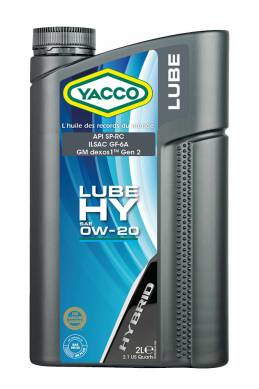 YACCO
L'huile des records du monde
API SP-RC
ILSAC GF-6A
GM dexos1™ Gen 2
LUBE
LUBE
HY
SAE
0W-20
HYBRID
2L
2.1 US Quarts